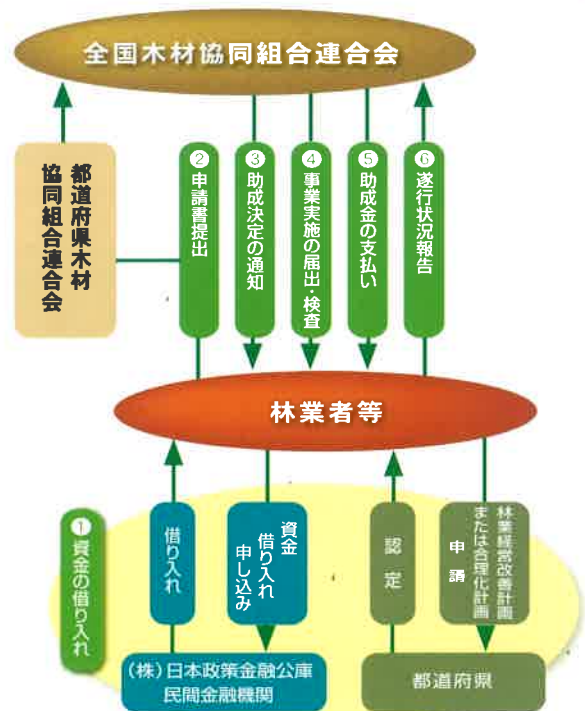 全国木材協同組合連合会
都道府県木材
協同組合連合会
❷申請書提出
❸助成決定の通知
❹事業実施の届出・検査
❺助成金の支払い
❻遂行状況報告
林業者等
❶資金の借り入れ
借り入れ
資金
借り入れ
申し込み
認定
林業経営改善計画
または合理化計画
申請
(株)日本政策金融公庫
民間金融機関
都道府県